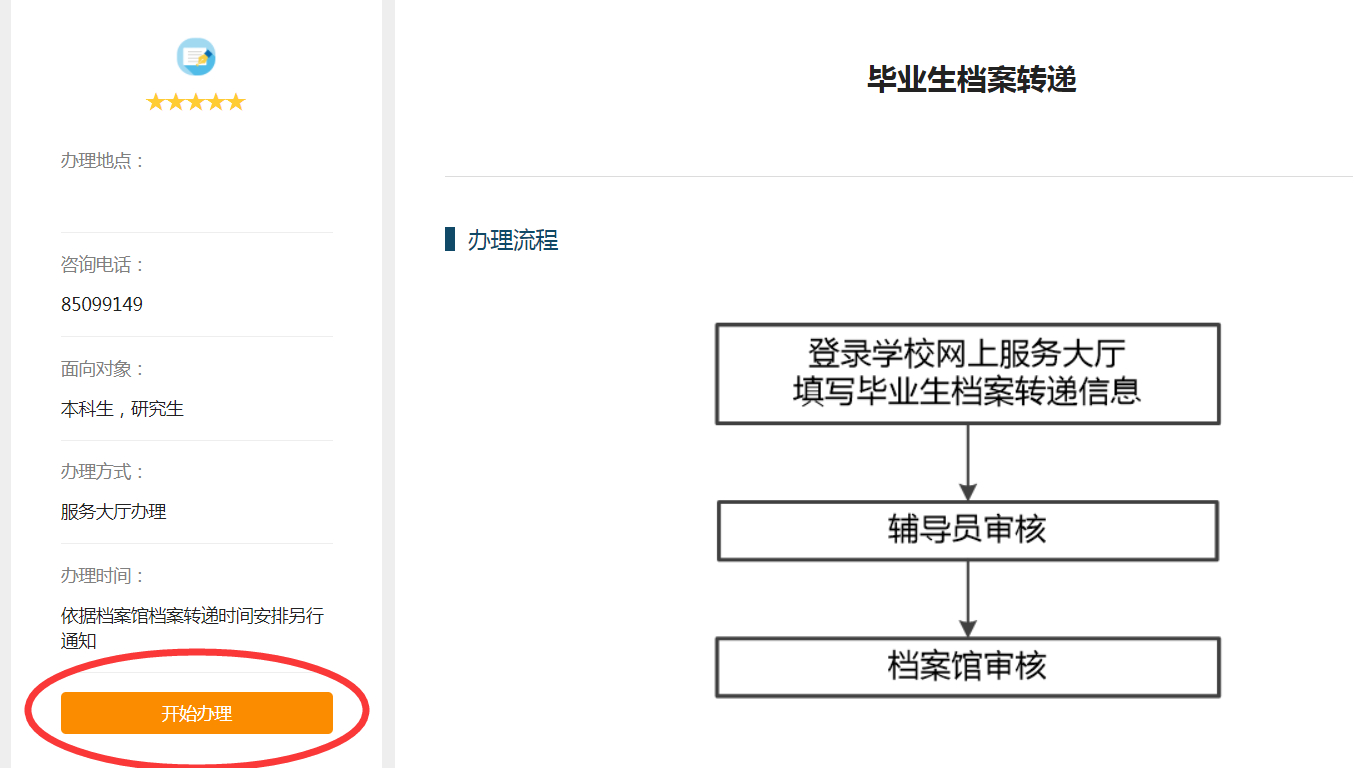 办理地点：
咨询电话：
85099149
面向对象：
本科生，研究生
办理方式：
服务大厅办理
办理时间：
依据档案馆档案转递时间安排另行
通知
开始办理
毕业生档案转递
办理流程
登录学校网上服务大厅
填写毕业生档案转递信息
辅导员审核
档案馆审核